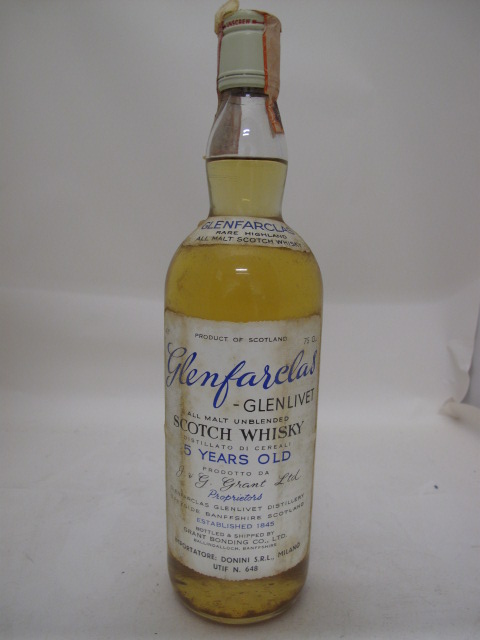 GLENFARCLAS
RARE HIGHLAND
ALL MALT SCOTCH WHISKY
PRODUCT OF SCOTLAND 75 CL.
Glenfarclas
-GLENLIVET
ALL MALT UNBLENDED
SCOTCH WHISKY
DISTILLATO DI CEREALI
5 YEARS OLD
PRODOTTO DA
J. & G. Grant Ltd.
Proprietors
GLENFARCLAS GLENLIVET DISTILLERY
SPEYSIDE BANFFSHIRE SCOTLAND
ESTABLISHED 1845
BOTTLED & SHIPPED BY
GRANT BONDING CO., LTD.
BALLINDALLOCH, BANFFSHIRE
IMPORTATORE: DONINI S.R.L., MILANO
UTIF N. 648